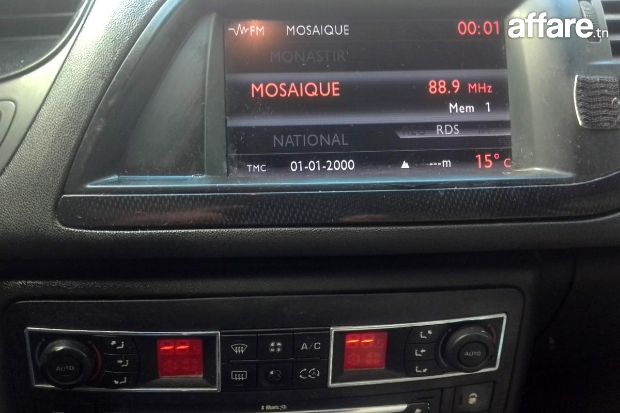 FM MOSAIQUE 00:01
affare.tn
MONASTIR
MOSAIQUE 88.9 MHz
Mem 1
RDS
NATIONAL
TMC 01-01-2000 ---m 15°C
AUTO
A/C
AUTO